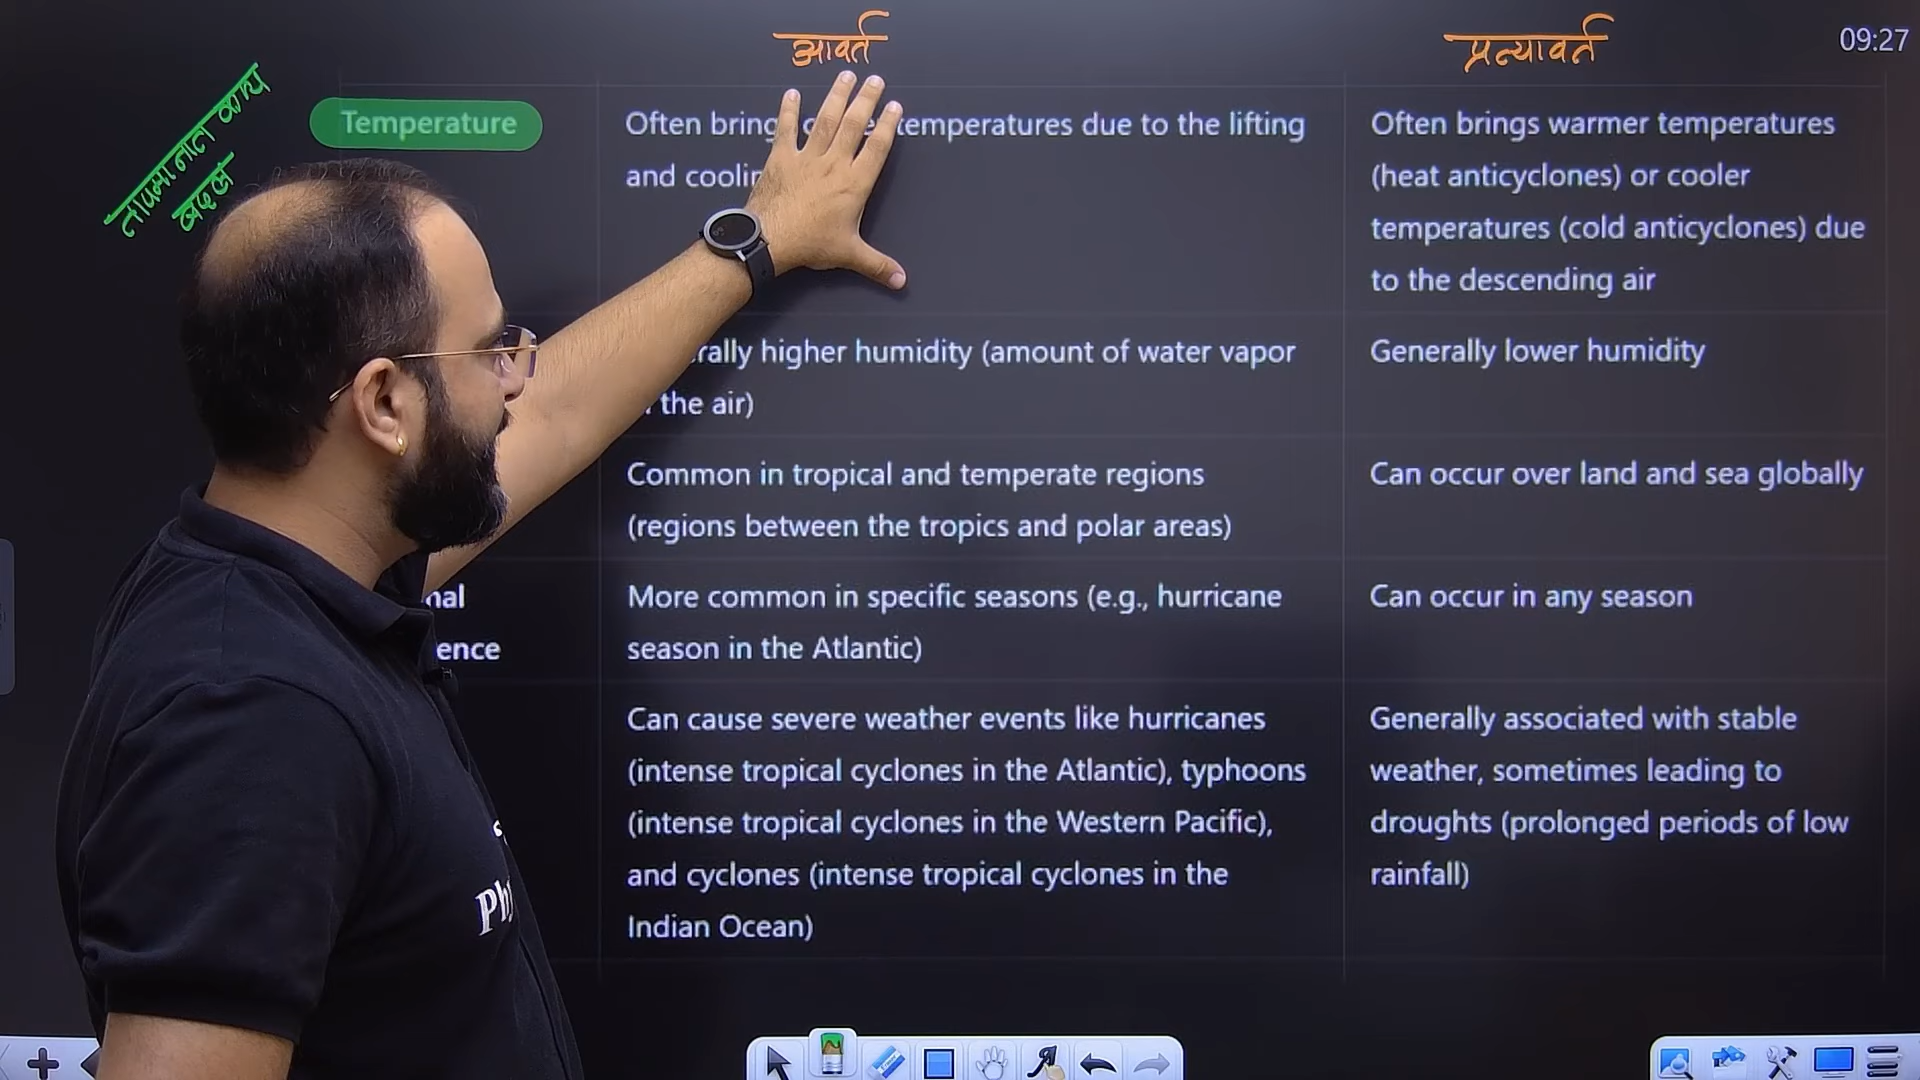 आवर्त
प्रत्यावर्त
09:27
तापमानात काय
बदल
Temperature
Often bring temperatures due to the lifting
and
Often brings warmer temperatures
(heat anticyclones) or cooler
temperatures (cold anticyclones) due
to the descending air
higher humidity (amount of water vapor
the air)
Generally lower humidity
Common in tropical and temperate regions
(regions between the tropics and polar areas)
Can occur over land and sea globally
More common in specific seasons (e.g., hurricane
season in the Atlantic)
Can occur in any season
Can cause severe weather events like hurricanes
(intense tropical cyclones in the Atlantic), typhoons
(intense tropical cyclones in the Western Pacific),
and cyclones (intense tropical cyclones in the
Indian Ocean)
Generally associated with stable
weather, sometimes leading to
droughts (prolonged periods of low
rainfall)